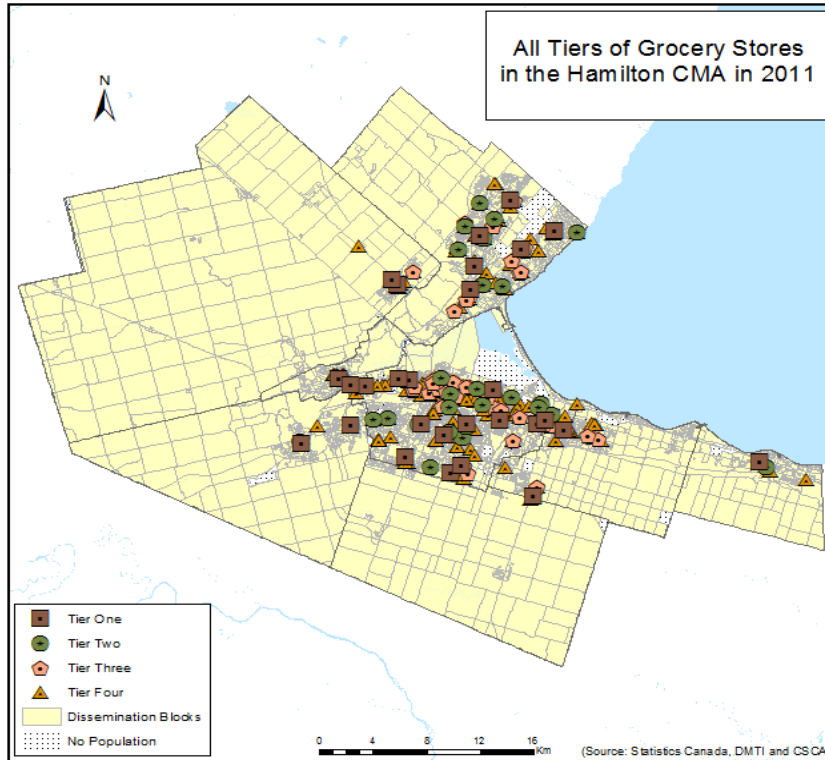 All Tiers of Grocery Stores
in the Hamilton CMA in 2011
N
Tier One
Tier Two
Tier Three
Tier Four
Dissemination Blocks
No Population
0 2 4 8 12 16
Km
(Source: Statistics Canada, DMTI and CSCA